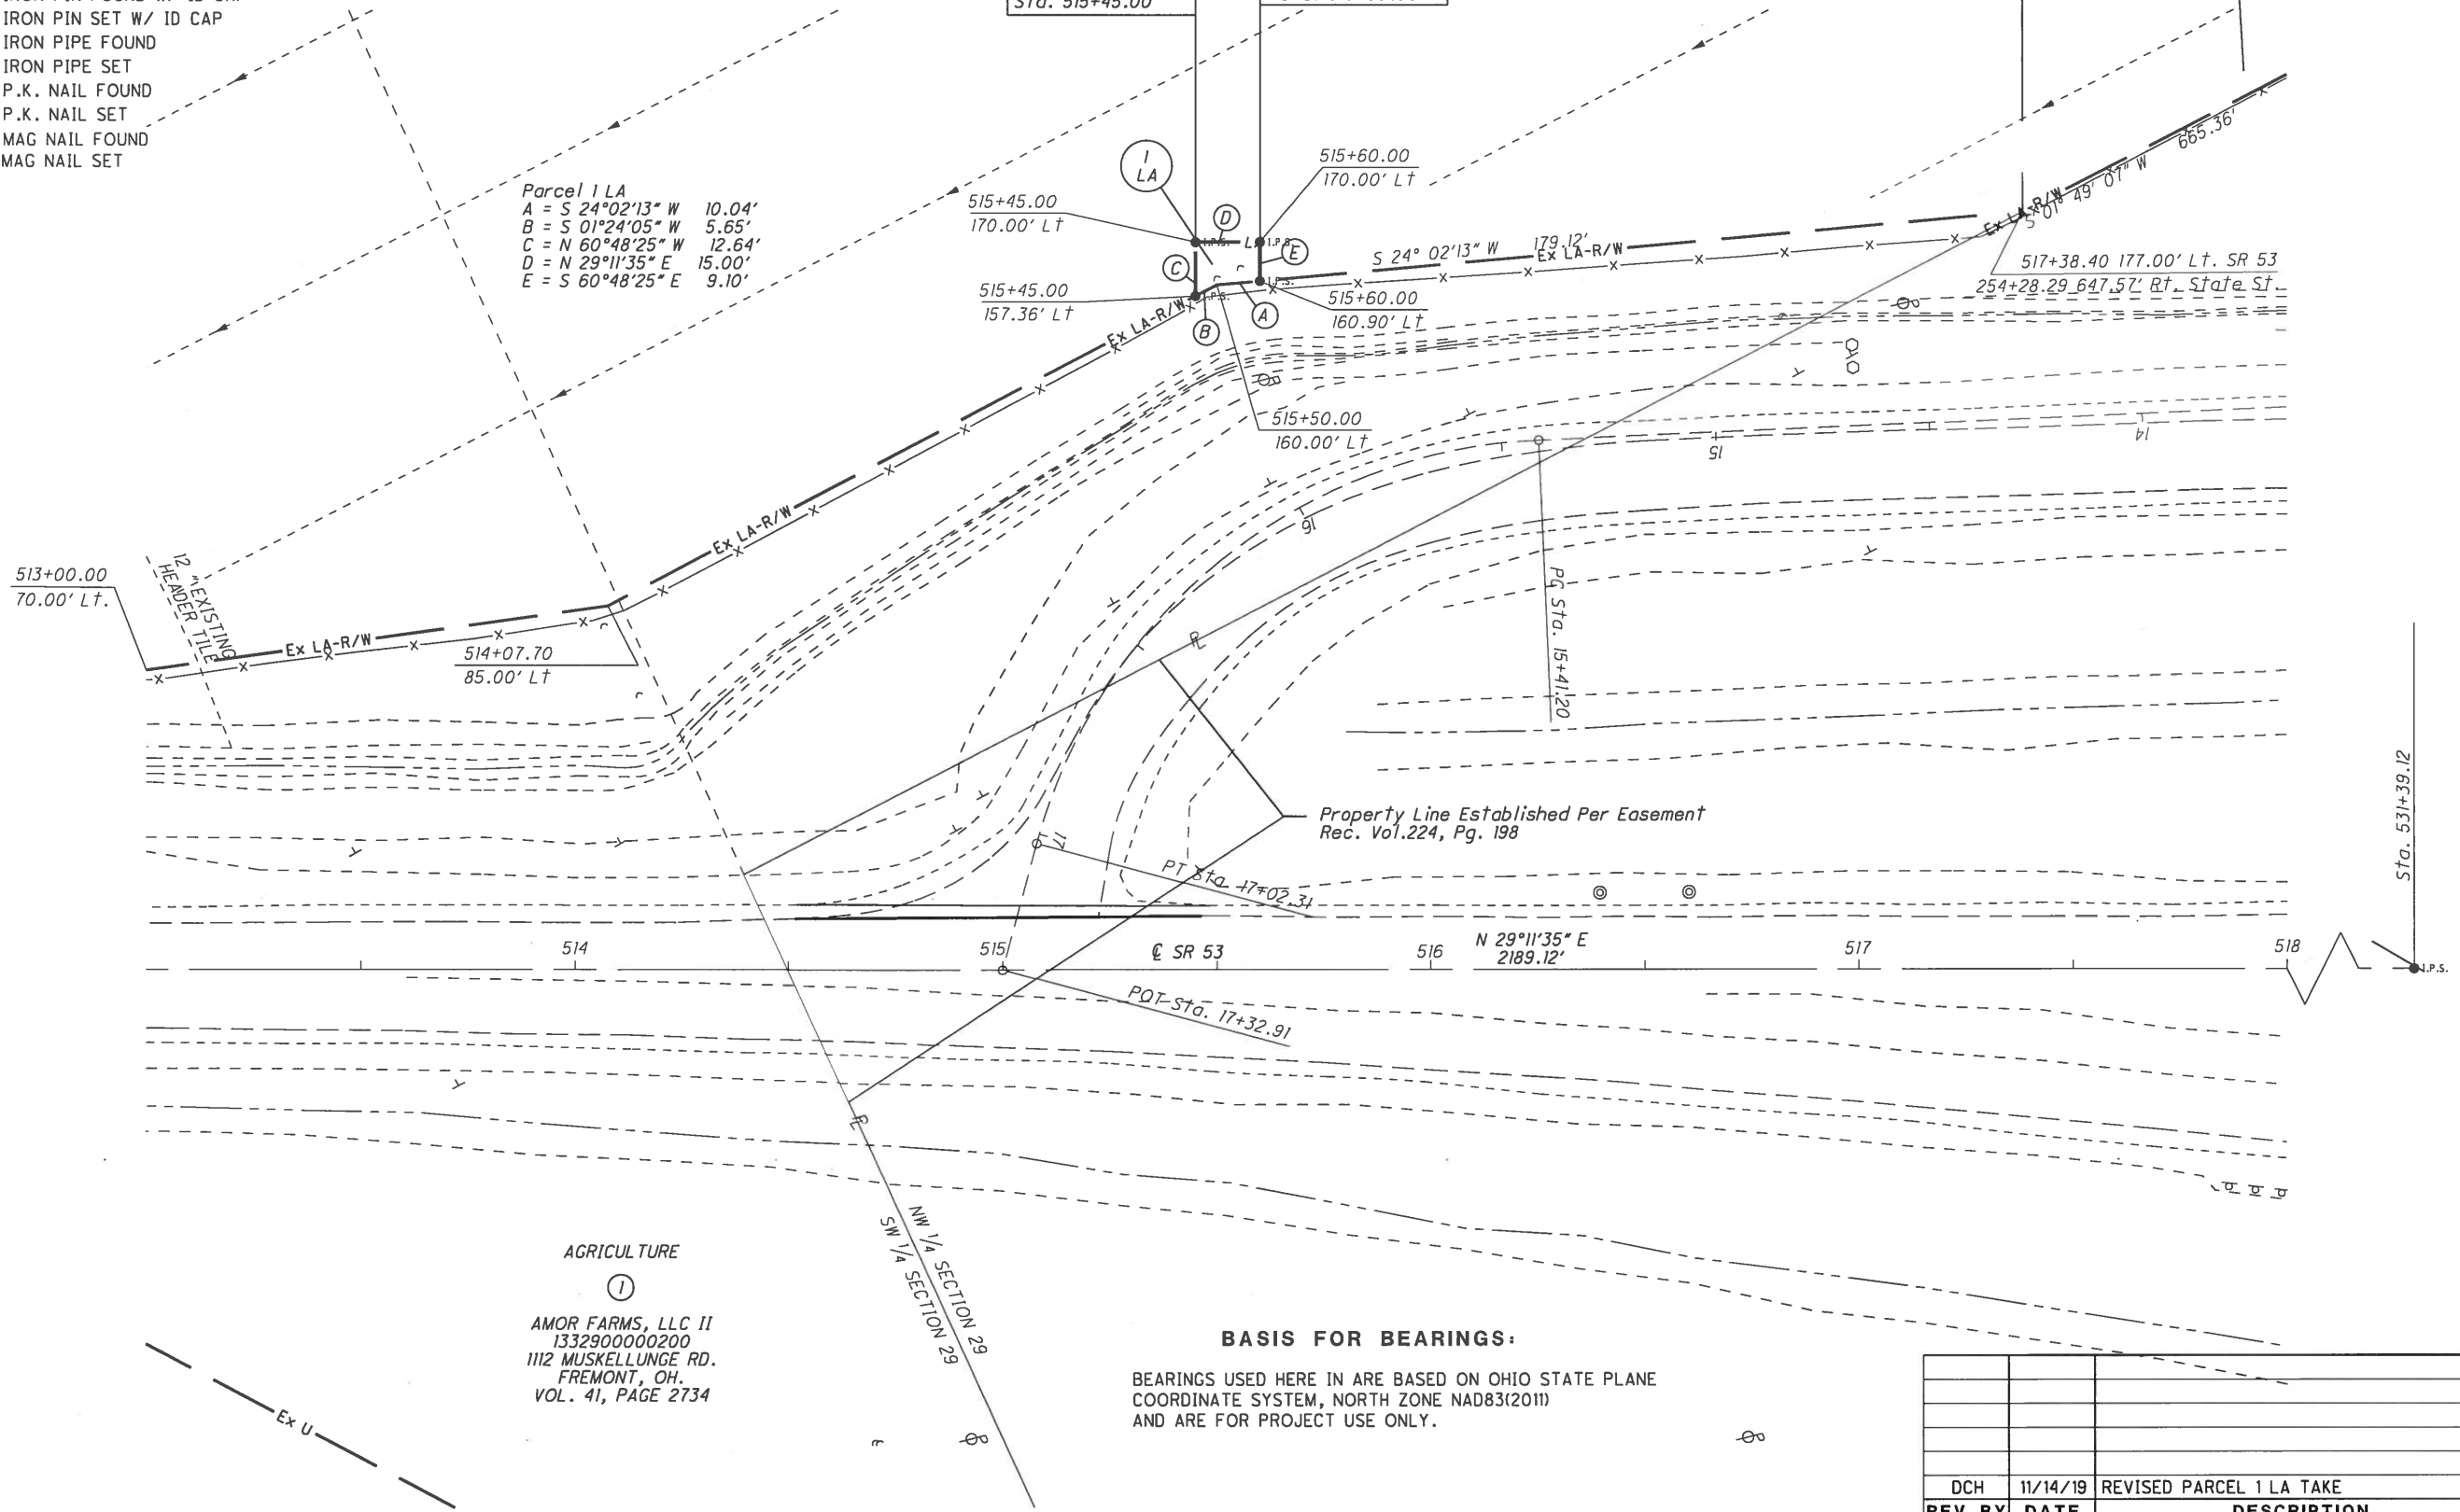 IRON PIN SET W/ ID CAP
IRON PIPE FOUND
IRON PIPE SET
P.K. NAIL FOUND
P.K. NAIL SET
MAG NAIL FOUND
MAG NAIL SET
Sta. 515+45.00
Parcel 1 LA
A = S 24°02'13" W 10.04'
B = S 01°24'05" W 5.65'
C = N 60°48'25" W 12.64'
D = N 29°11'35" E 15.00'
E = S 60°48'25" E 9.10'
1
LA
515+60.00
170.00' Lt
515+45.00
170.00' Lt
D
I.P.S.
I.P.S.
C
E
515+45.00
157.36' Lt
I.P.S.
I.P.S.
B
A
515+60.00
160.90' Lt
515+50.00
160.00' Lt
S 24° 02'13" W 179.12'
Ex LA-R/W
Ex LA-R/W
S 01° 49' 07" W 665.36'
517+38.40 177.00' Lt. SR 53
254+28.29 647.57' Rt. State St.
Ex LA-R/W
Ex LA-R/W
Ex LA-R/W
513+00.00
70.00' Lt.
12" EXISTING
HEADER TILE
514+07.70
85.00' Lt
14
15
16
17
PG Sta. 15+41.20
Property Line Established Per Easement
Rec. Vol.224, Pg. 198
PT Sta. 17+02.31
Sta. 531+39.12
514
515
℄ SR 53
516
N 29°11'35" E
2189.12'
517
518
I.P.S.
POT Sta. 17+32.91
NW 1/4 SECTION 29
SW 1/4 SECTION 29
AGRICULTURE
1
AMOR FARMS, LLC II
1332900000200
1112 MUSKELLUNGE RD.
FREMONT, OH.
VOL. 41, PAGE 2734
Ex U
BASIS FOR BEARINGS:
BEARINGS USED HERE IN ARE BASED ON OHIO STATE PLANE
COORDINATE SYSTEM, NORTH ZONE NAD83(2011)
AND ARE FOR PROJECT USE ONLY.
DCH 11/14/19 REVISED PARCEL 1 LA TAKE
REV. BY DATE DESCRIPTION